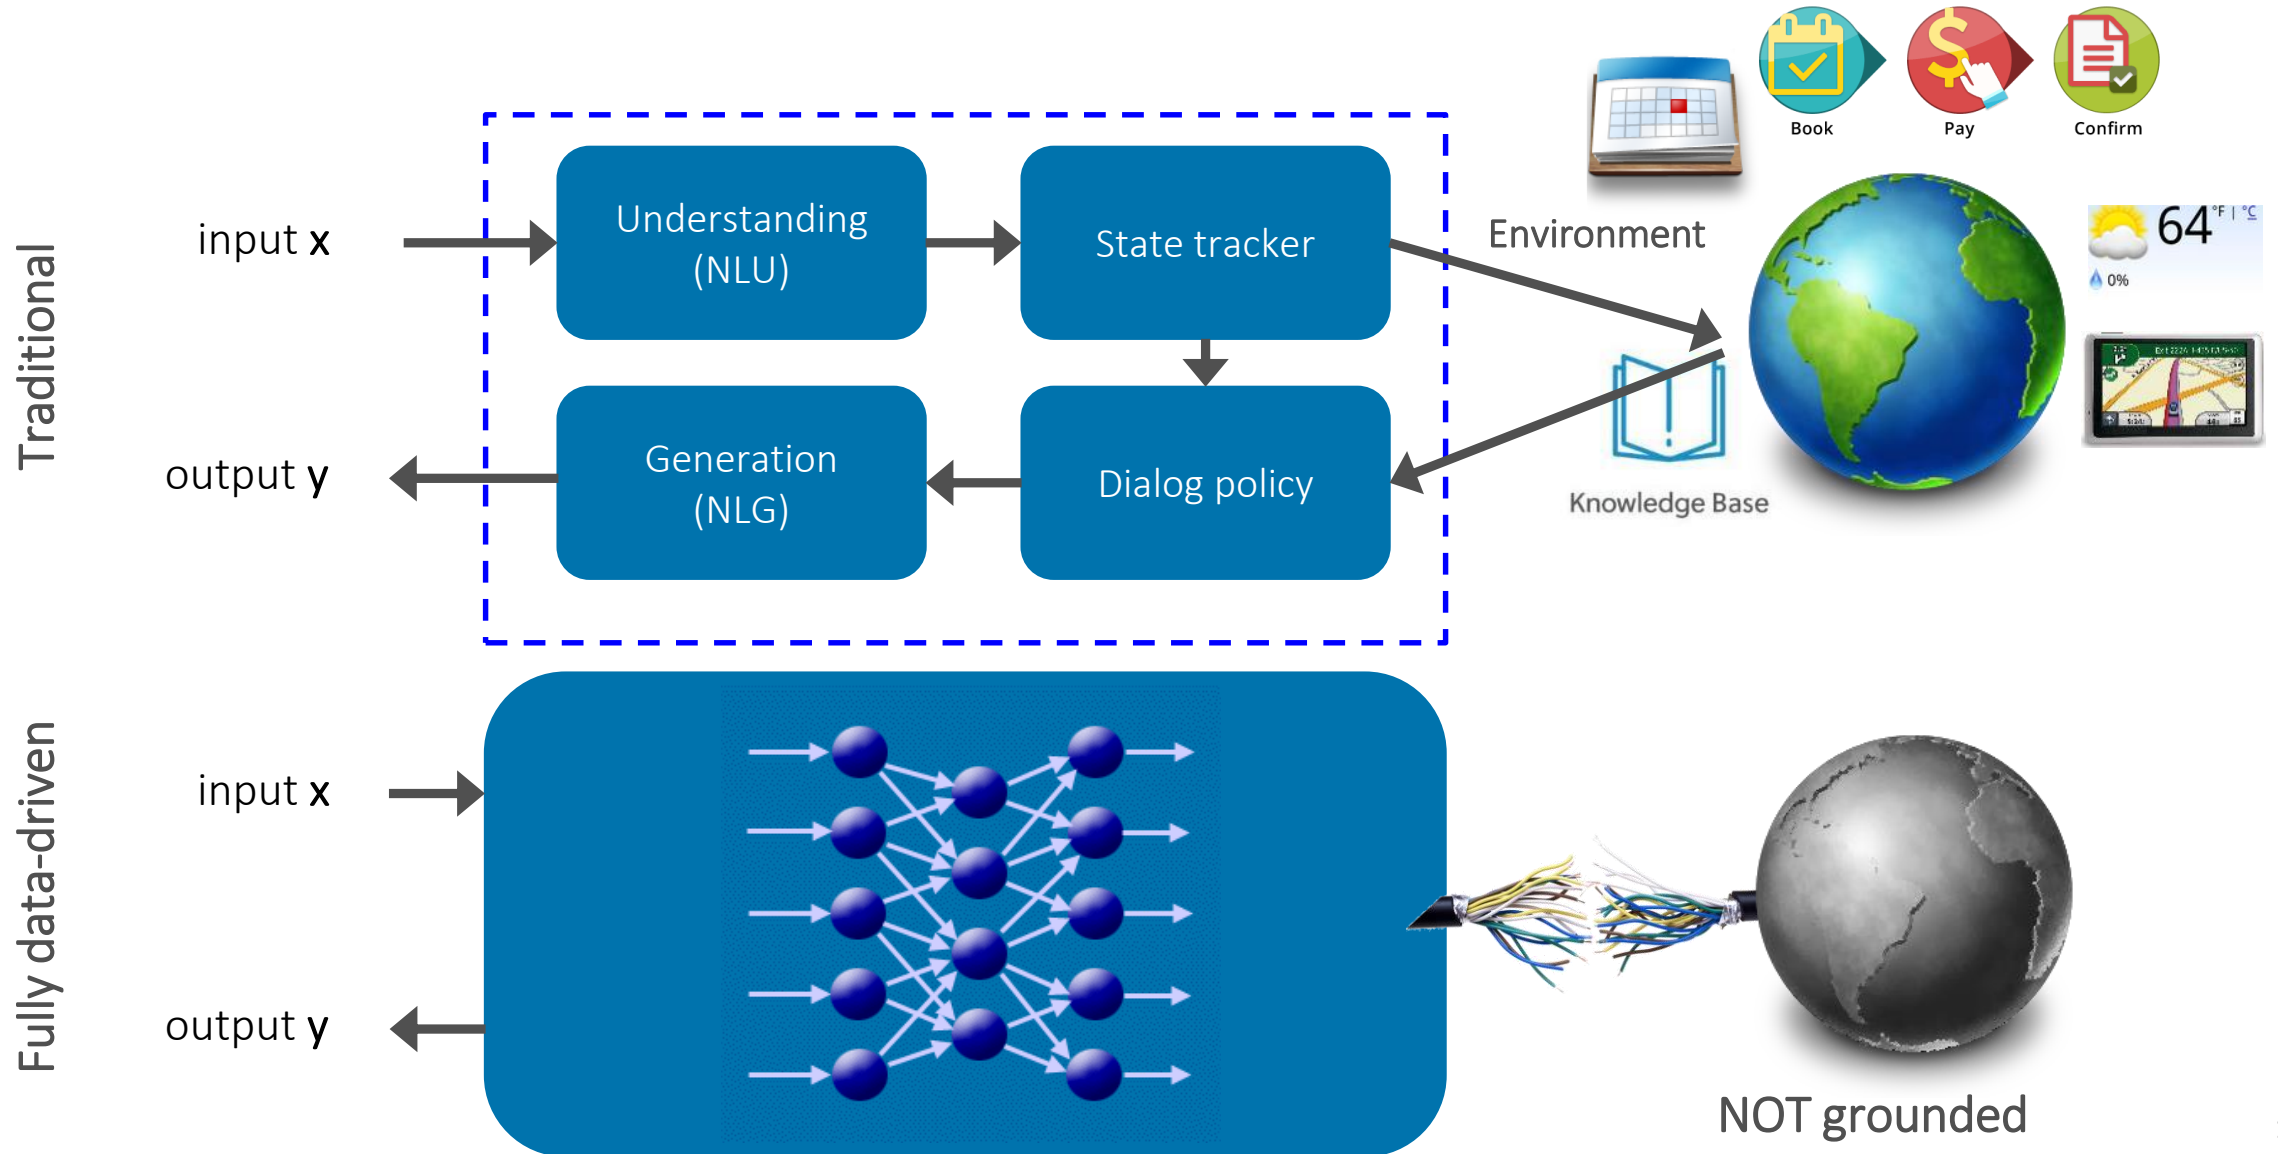 Traditional
input x
output y
Understanding
(NLU)
State tracker
Generation
(NLG)
Dialog policy
Environment
Book
Pay
Confirm
64 °F | °C
0%
Knowledge Base
Fully data-driven
input x
output y
NOT grounded